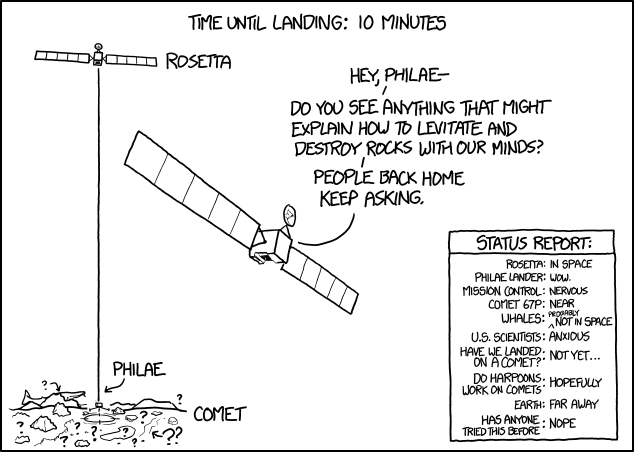 TIME UNTIL LANDING: 10 MINUTES
ROSETTA
HEY, PHILAE—
DO YOU SEE ANYTHING THAT MIGHT
EXPLAIN HOW TO LEVITATE AND
DESTROY ROCKS WITH OUR MINDS?
PEOPLE BACK HOME
KEEP ASKING.
PHILAE
COMET
? ? ? ? ? ? ? ? ? ??
STATUS REPORT:
ROSETTA: IN SPACE
PHILAE LANDER: WOW.
MISSION CONTROL: NERVOUS
COMET 67P: NEAR
PROBABLY
WHALES: ^NOT IN SPACE
U.S. SCIENTISTS: ANXIOUS
HAVE WE LANDED
ON A COMET?: NOT YET...
DO HARPOONS
WORK ON COMETS: HOPEFULLY
EARTH: FAR AWAY
HAS ANYONE
TRIED THIS BEFORE: NOPE